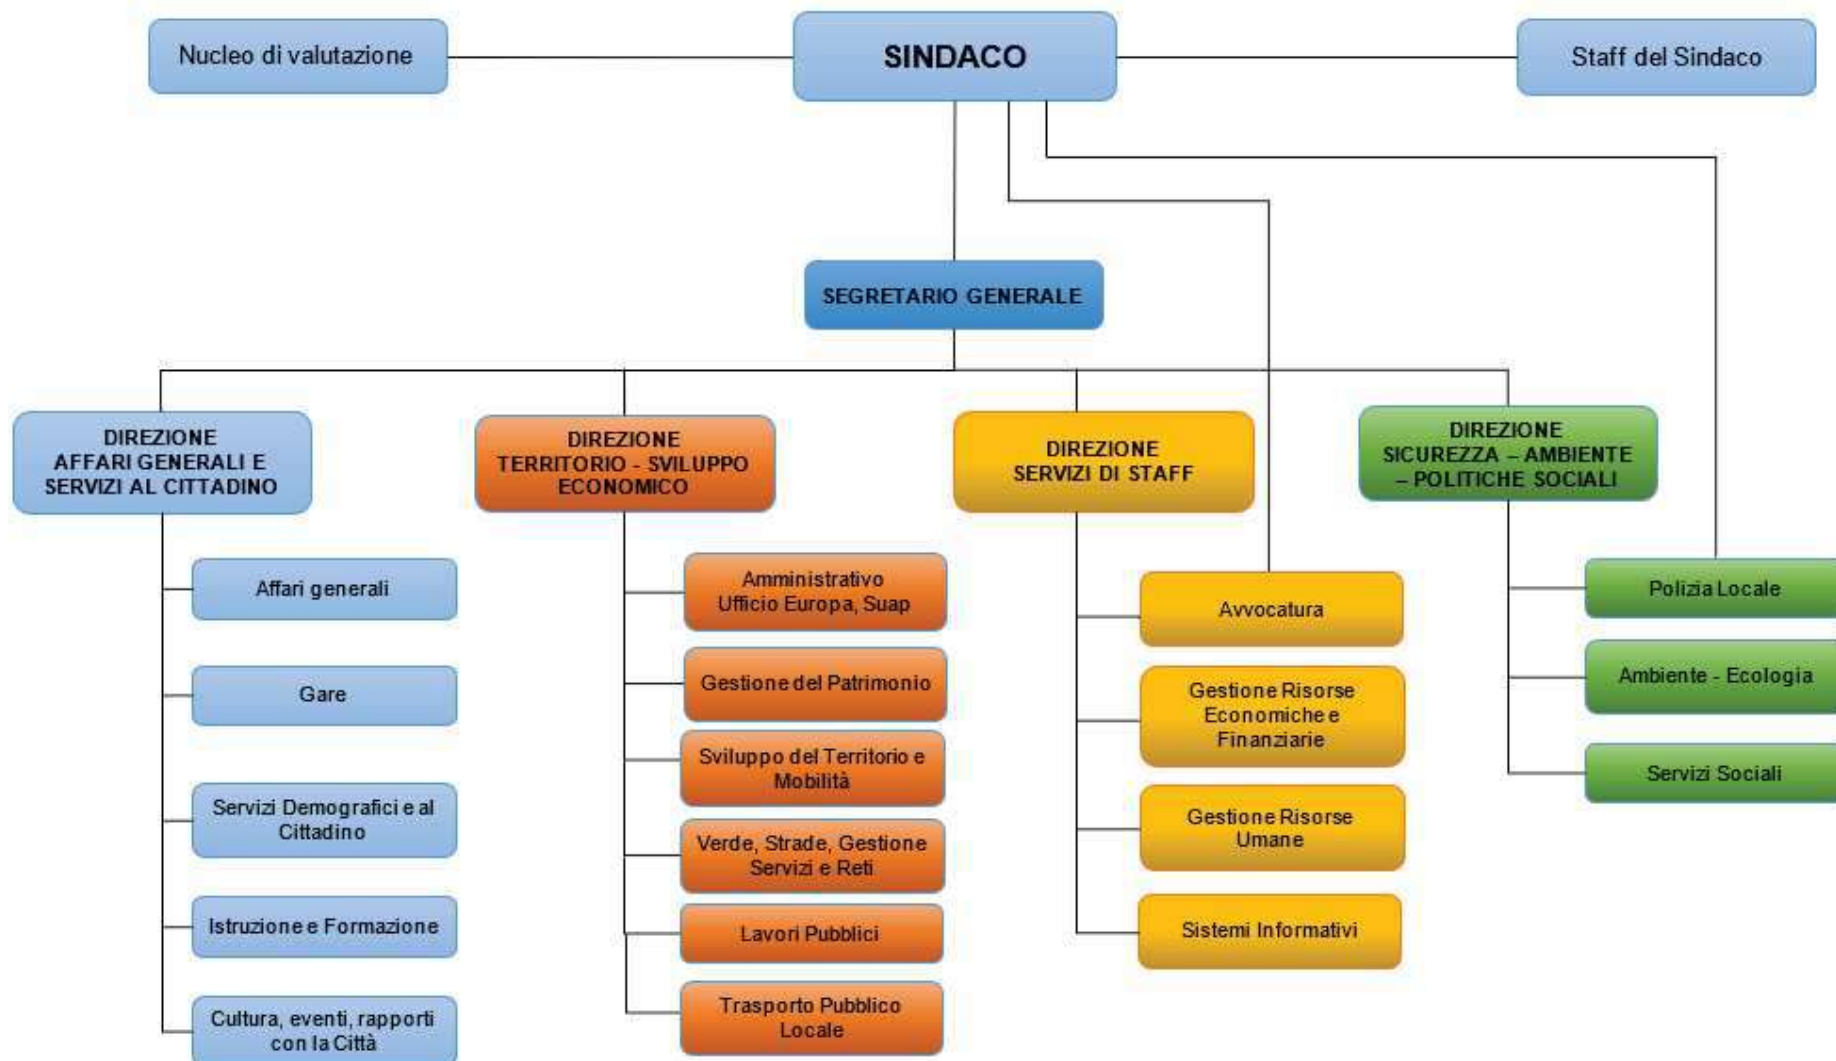 Nucleo di valutazione
SINDACO
Staff del Sindaco
SEGRETARIO GENERALE
DIREZIONE
AFFARI GENERALI E
SERVIZI AL CITTADINO
DIREZIONE
TERRITORIO - SVILUPPO
ECONOMICO
DIREZIONE
SERVIZI DI STAFF
DIREZIONE
SICUREZZA – AMBIENTE
– POLITICHE SOCIALI
Affari generali
Gare
Servizi Demografici e al
Cittadino
Istruzione e Formazione
Cultura, eventi, rapporti
con la Città
Amministrativo
Ufficio Europa, Suap
Gestione del Patrimonio
Sviluppo del Territorio e
Mobilità
Verde, Strade, Gestione
Servizi e Reti
Lavori Pubblici
Trasporto Pubblico
Locale
Avvocatura
Gestione Risorse
Economiche e
Finanziarie
Gestione Risorse
Umane
Sistemi Informativi
Polizia Locale
Ambiente - Ecologia
Servizi Sociali